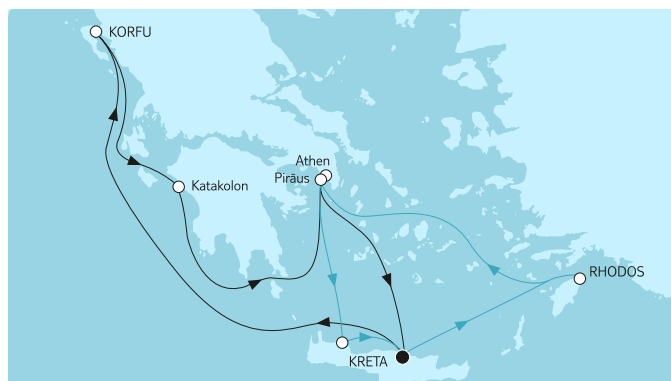 KORFU
Athen
Piräus
Katakolon
RHODOS
KRETA